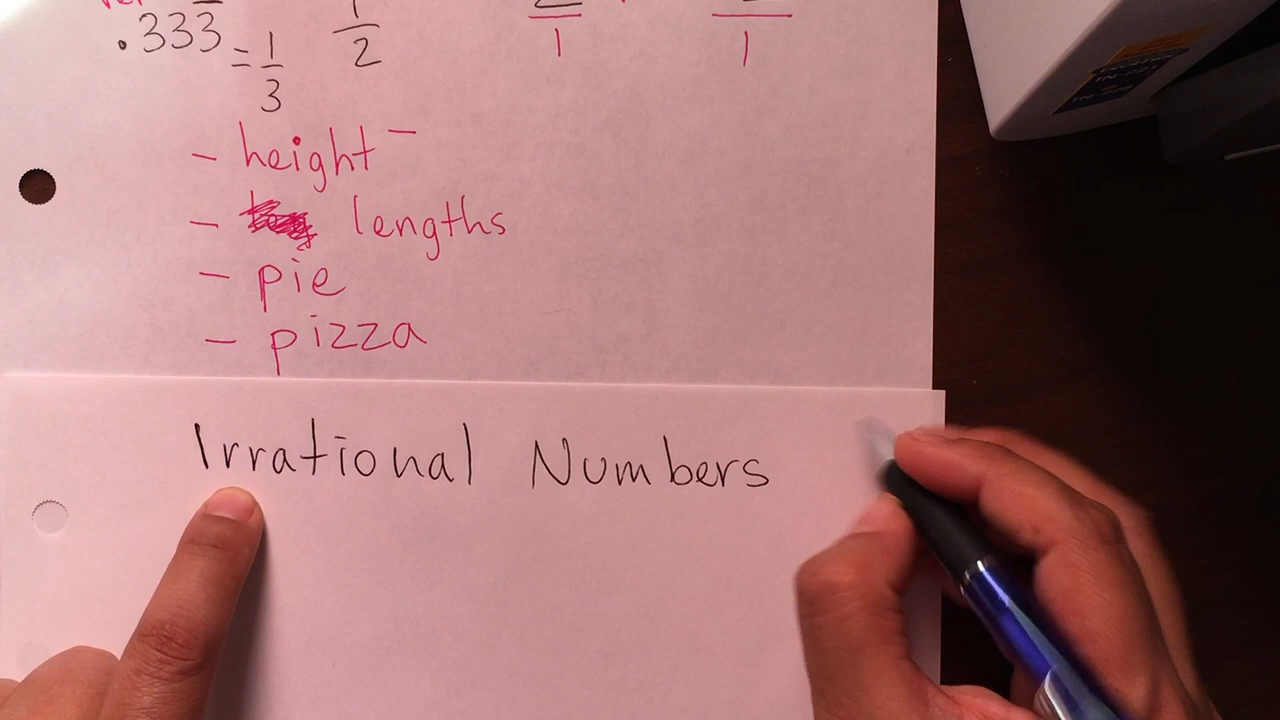 .333 = 1/3 1/2 /1 /1
- height -
- lengths
- pie
- pizza
Irrational Numbers